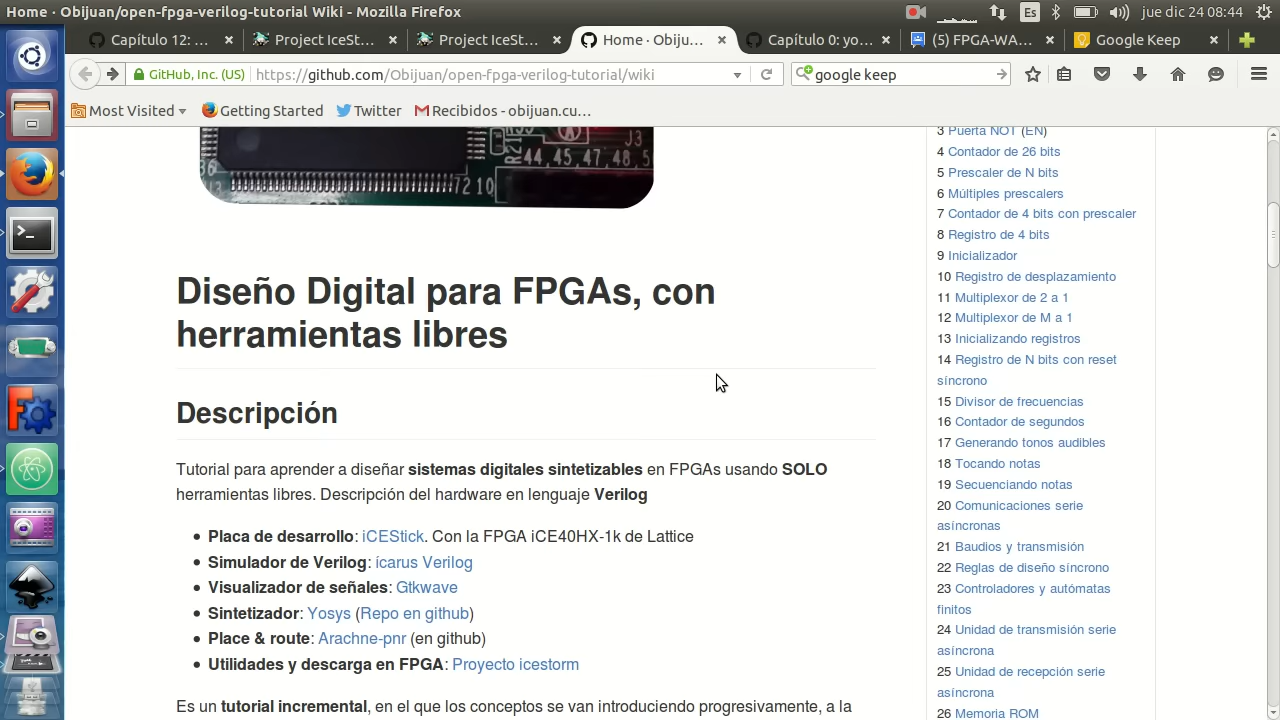 Home · Obijuan/open-fpga-verilog-tutorial Wiki - Mozilla Firefox
Es
jue dic 24 08:44
Capítulo 12: ...
Project IceSt...
Project IceSt...
Home · Obiju...
Capítulo 0: yo...
(5) FPGA-WA...
Google Keep
GitHub, Inc. (US)
https://github.com/Obijuan/open-fpga-verilog-tutorial/wiki
google keep
Most Visited
Getting Started
Twitter
Recibidos - obijuan.cu...
J3
44,45,47,48,5
7210
Diseño Digital para FPGAs, con
herramientas libres
Descripción
Tutorial para aprender a diseñar sistemas digitales sintetizables en FPGAs usando SOLO
herramientas libres. Descripción del hardware en lenguaje Verilog
Placa de desarrollo: iCEStick. Con la FPGA iCE40HX-1k de Lattice
Simulador de Verilog: ícarus Verilog
Visualizador de señales: Gtkwave
Sintetizador: Yosys (Repo en github)
Place & route: Arachne-pnr (en github)
Utilidades y descarga en FPGA: Proyecto icestorm
Es un tutorial incremental, en el que los conceptos se van introduciendo progresivamente, a la
3 Puerta NOT (EN)
4 Contador de 26 bits
5 Prescaler de N bits
6 Múltiples prescalers
7 Contador de 4 bits con prescaler
8 Registro de 4 bits
9 Inicializador
10 Registro de desplazamiento
11 Multiplexor de 2 a 1
12 Multiplexor de M a 1
13 Inicializando registros
14 Registro de N bits con reset
síncrono
15 Divisor de frecuencias
16 Contador de segundos
17 Generando tonos audibles
18 Tocando notas
19 Secuenciando notas
20 Comunicaciones serie
asíncronas
21 Baudios y transmisión
22 Reglas de diseño síncrono
23 Controladores y autómatas
finitos
24 Unidad de transmisión serie
asíncrona
25 Unidad de recepción serie
asíncrona
26 Memoria ROM